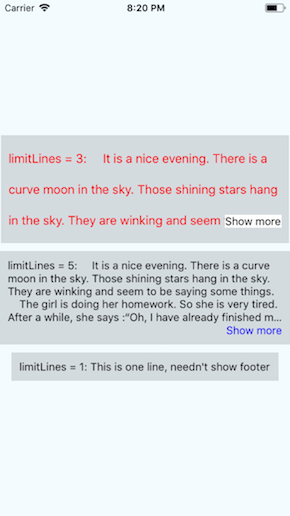 Carrier 8:20 PM
limitLines = 3: It is a nice evening. There is a
curve moon in the sky. Those shining stars hang
in the sky. They are winking and seem Show more
limitLines = 5: It is a nice evening. There is a curve
moon in the sky. Those shining stars hang in the sky.
They are winking and seem to be saying some things.
The girl is doing her homework. So she is very tired.
After a while, she says :"Oh, I have already finished m...
Show more
limitLines = 1: This is one line, needn't show footer